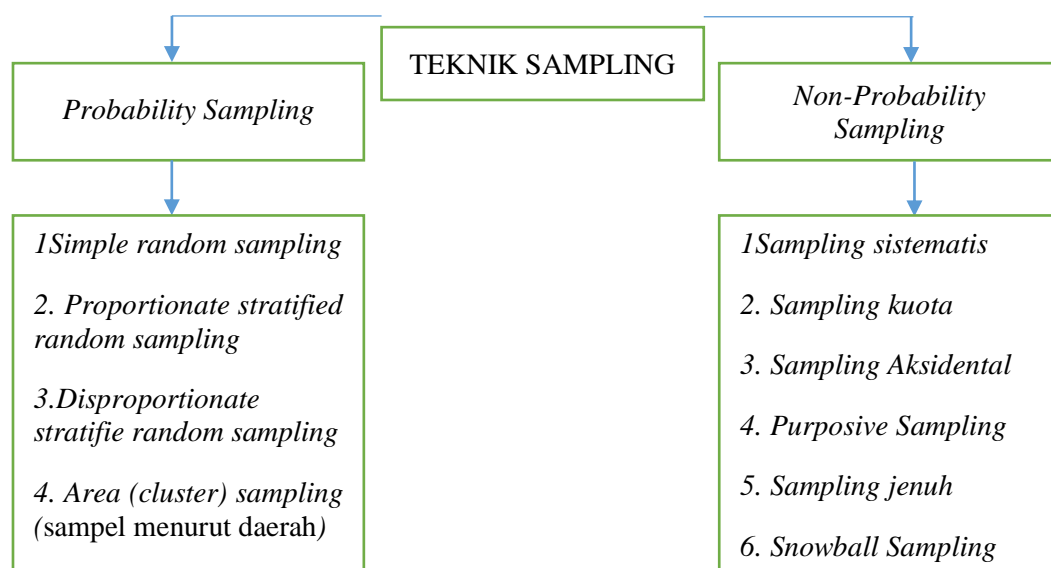 TEKNIK SAMPLING
Probability Sampling
Non-Probability
Sampling
1Simple random sampling
2. Proportionate stratified
random sampling
3.Disproportionate
stratifie random sampling
4. Area (cluster) sampling
(sampel menurut daerah)
1Sampling sistematis
2. Sampling kuota
3. Sampling Aksidental
4. Purposive Sampling
5. Sampling jenuh
6. Snowball Sampling